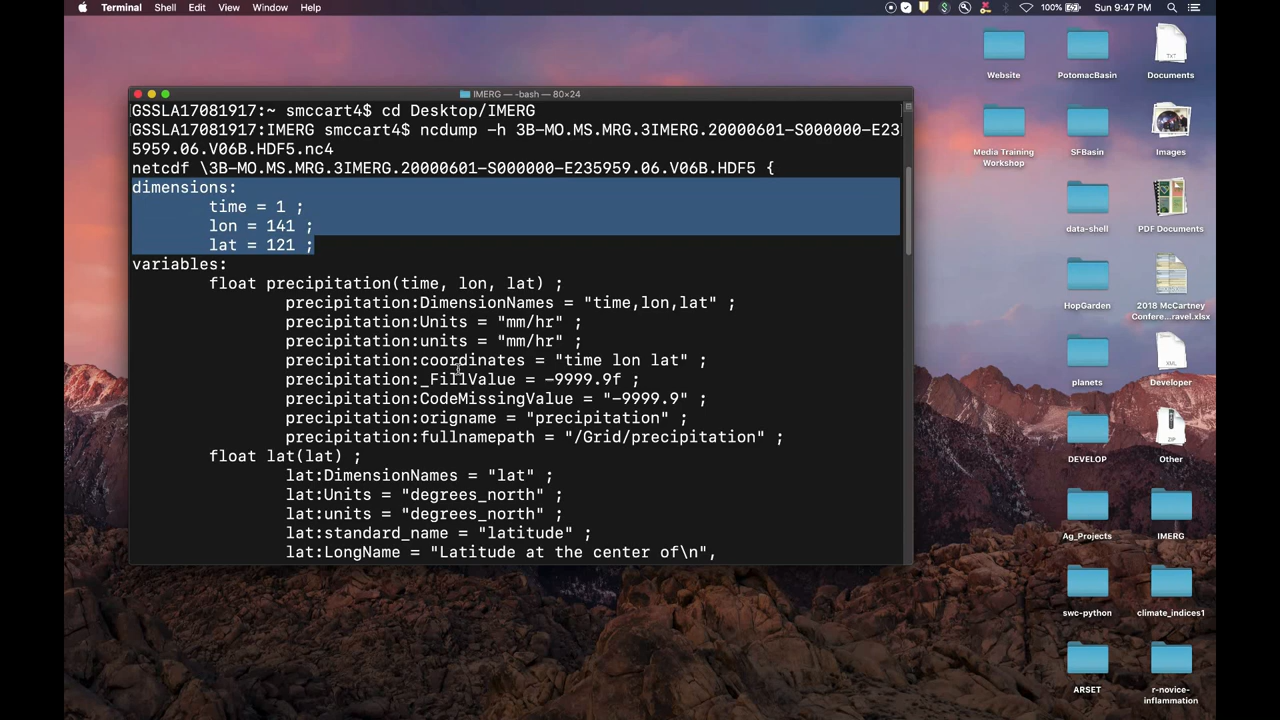 Terminal Shell Edit View Window Help 100% Sun 9:47 PM
IMERG — -bash — 80×24
GSSLA17081917:~ smccart4$ cd Desktop/IMERG
GSSLA17081917:IMERG smccart4$ ncdump -h 3B-MO.MS.MRG.3IMERG.20000601-S000000-E23
5959.06.V06B.HDF5.nc4
netcdf \3B-MO.MS.MRG.3IMERG.20000601-S000000-E235959.06.V06B.HDF5 {
dimensions:
time = 1 ;
lon = 141 ;
lat = 121 ;
variables:
float precipitation(time, lon, lat) ;
precipitation:DimensionNames = "time,lon,lat" ;
precipitation:Units = "mm/hr" ;
precipitation:units = "mm/hr" ;
precipitation:coordinates = "time lon lat" ;
precipitation:_FillValue = -9999.9f ;
precipitation:CodeMissingValue = "-9999.9" ;
precipitation:origname = "precipitation" ;
precipitation:fullnamepath = "/Grid/precipitation" ;
float lat(lat) ;
lat:DimensionNames = "lat" ;
lat:Units = "degrees_north" ;
lat:units = "degrees_north" ;
lat:standard_name = "latitude" ;
lat:LongName = "Latitude at the center of\n",
Website
PotomacBasin
TXT
Documents
Media Training
Workshop
SFBasin
Images
data-shell
PDF Documents
HopGarden
2018 McCartney
Confere...ravel.xlsx
planets
XML
Developer
DEVELOP
ZIP
Other
Ag_Projects
IMERG
swc-python
climate_indices1
ARSET
r-novice-
inflammation